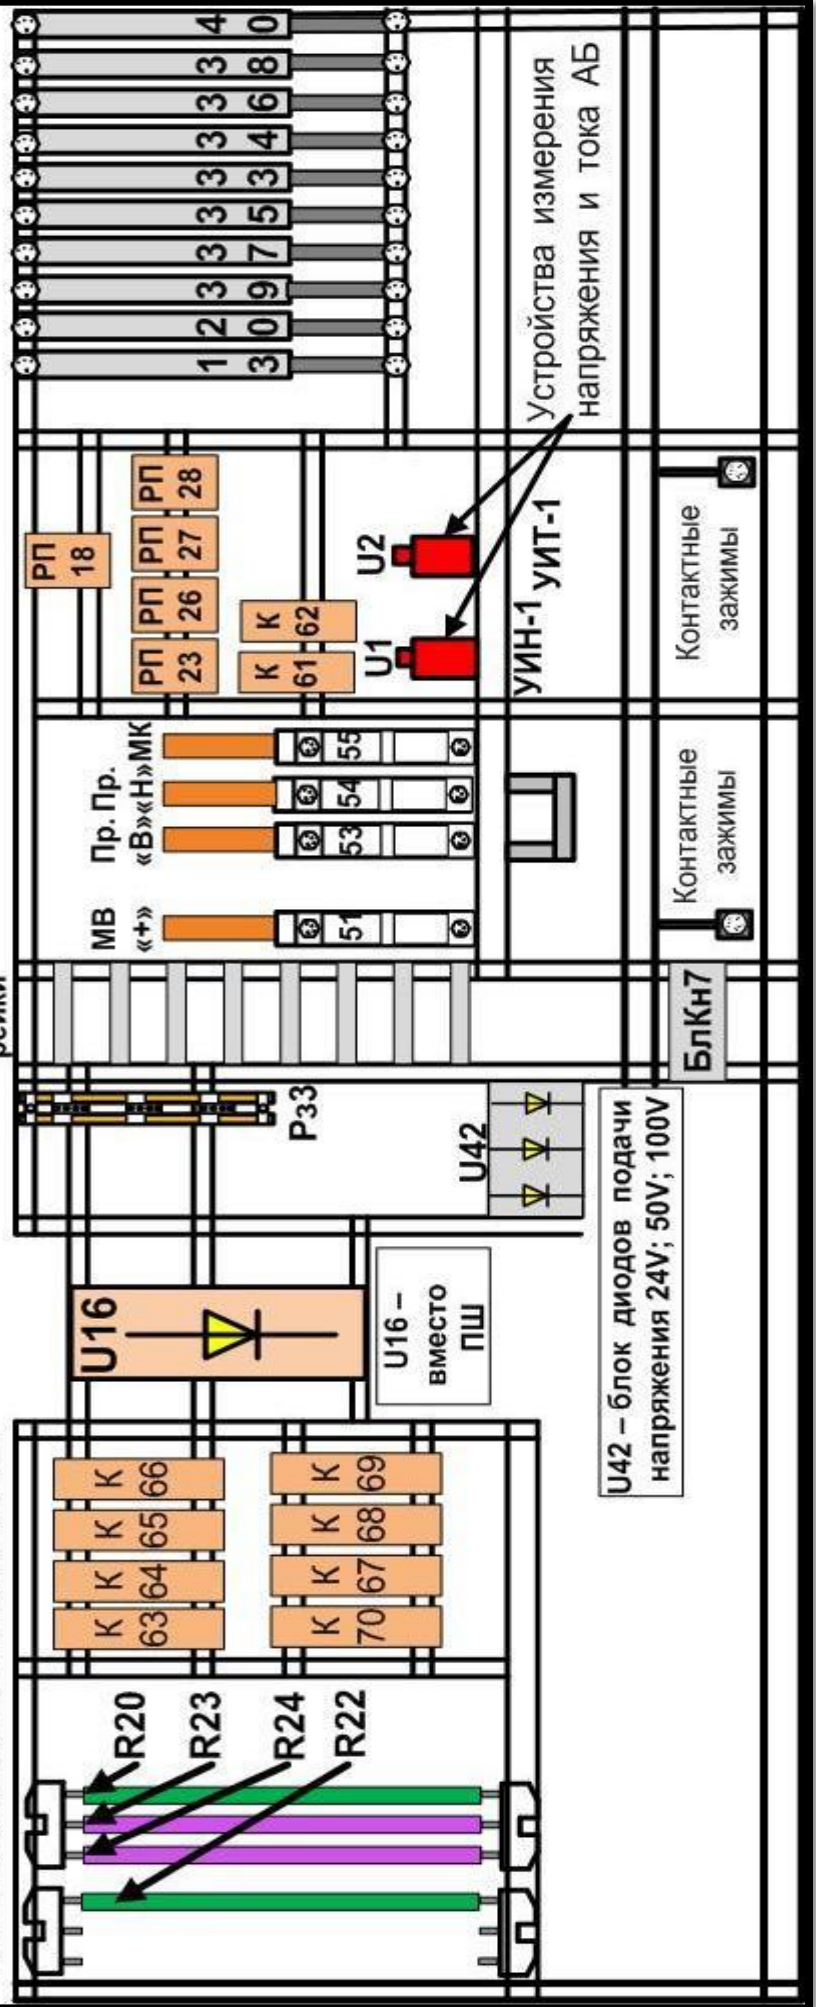 R20
R23
R24
R22
К
63
К
64
К
65
К
66
К
70
К
67
К
68
К
69
U16
U16 –
вместо
ПШ
Р33
U42
U42 – блок диодов подачи
напряжения 24V; 50V; 100V
рейки
БлКн7
МВ
«+»
Пр. Пр.
«В»«Н»МК
51
53
54
55
Контактные
зажимы
РП
18
РП
23
РП
26
РП
27
РП
28
К
61
К
62
U1
U2
УИН-1 УИТ-1
Устройства измерения
напряжения и тока АБ
Контактные
зажимы
1 2 3 3 3 3 3 3 3 4
3 0 9 7 5 3 4 6 8 0